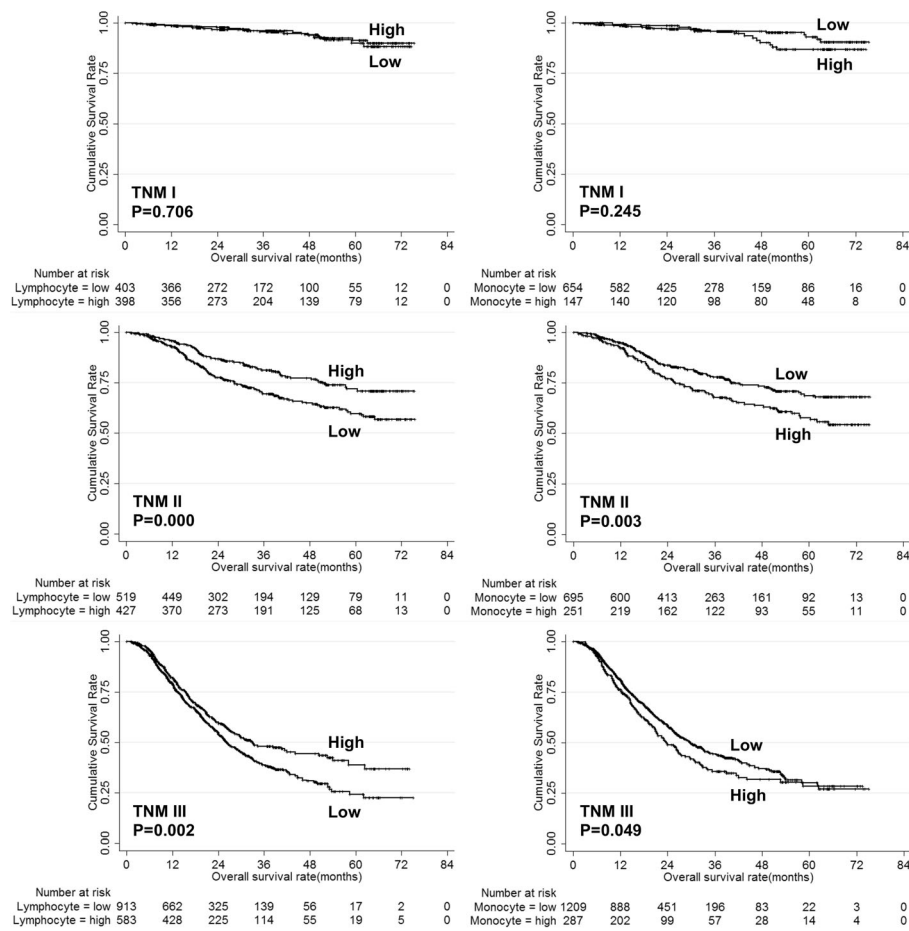 Cumulative Survival Rate
1.00
0.75
0.50
0.25
0.00
High
Low
TNM I
P=0.706
0 12 24 36 48 60 72 84
Overall survival rate(months)
Number at risk
Lymphocyte = low 403 366 272 172 100 55 12 0
Lymphocyte = high 398 356 273 204 139 79 12 0
Cumulative Survival Rate
1.00
0.75
0.50
0.25
0.00
Low
High
TNM I
P=0.245
0 12 24 36 48 60 72 84
Overall survival rate(months)
Number at risk
Monocyte = low 654 582 425 278 159 86 16 0
Monocyte = high 147 140 120 98 80 48 8 0
Cumulative Survival Rate
1.00
0.75
0.50
0.25
0.00
High
Low
TNM II
P=0.000
0 12 24 36 48 60 72 84
Overall survival rate(months)
Number at risk
Lymphocyte = low 519 449 302 194 129 79 11 0
Lymphocyte = high 427 370 273 191 125 68 13 0
Cumulative Survival Rate
1.00
0.75
0.50
0.25
0.00
Low
High
TNM II
P=0.003
0 12 24 36 48 60 72 84
Overall survival rate(months)
Number at risk
Monocyte = low 695 600 413 263 161 92 13 0
Monocyte = high 251 219 162 122 93 55 11 0
Cumulative Survival Rate
1.00
0.75
0.50
0.25
0.00
High
Low
TNM III
P=0.002
0 12 24 36 48 60 72 84
Overall survival rate(months)
Number at risk
Lymphocyte = low 913 662 325 139 56 17 2 0
Lymphocyte = high 583 428 225 114 55 19 5 0
Cumulative Survival Rate
1.00
0.75
0.50
0.25
0.00
Low
High
TNM III
P=0.049
0 12 24 36 48 60 72 84
Overall survival rate(months)
Number at risk
Monocyte = low 1209 888 451 196 83 22 3 0
Monocyte = high 287 202 99 57 28 14 4 0